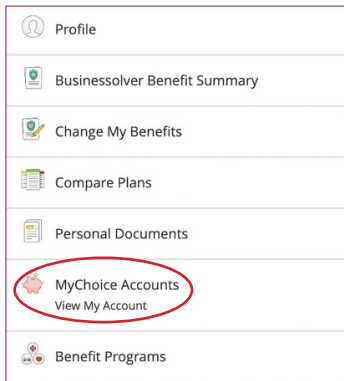 Profile
Businessolver Benefit Summary
Change My Benefits
Compare Plans
Personal Documents
MyChoice Accounts
View My Account
Benefit Programs